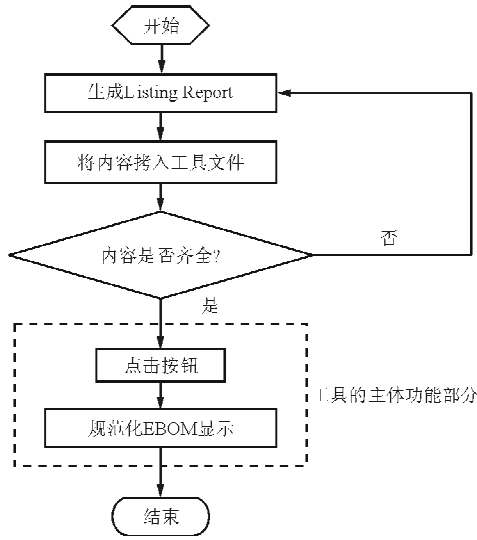 开始
生成Listing Report
将内容拷入工具文件
内容是否齐全?
否
是
点击按钮
工具的主体功能部分
规范化EBOM显示
结束